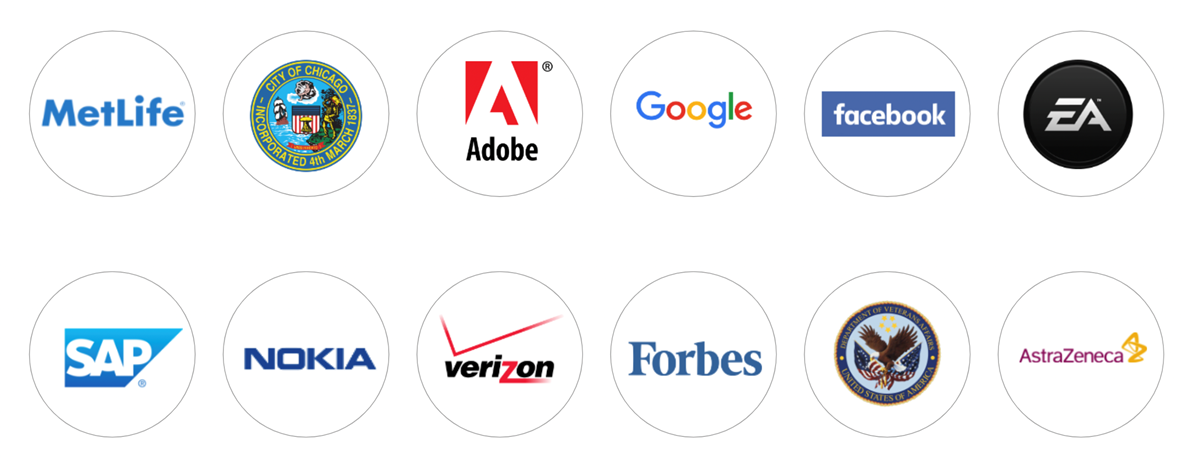 MetLife
CITY OF CHICAGO
INCORPORATED 4th MARCH 1837
Adobe
®
Google
facebook
EA
SAP
®
NOKIA
verizon
Forbes
DEPARTMENT OF VETERANS AFFAIRS
UNITED STATES OF AMERICA
AstraZeneca